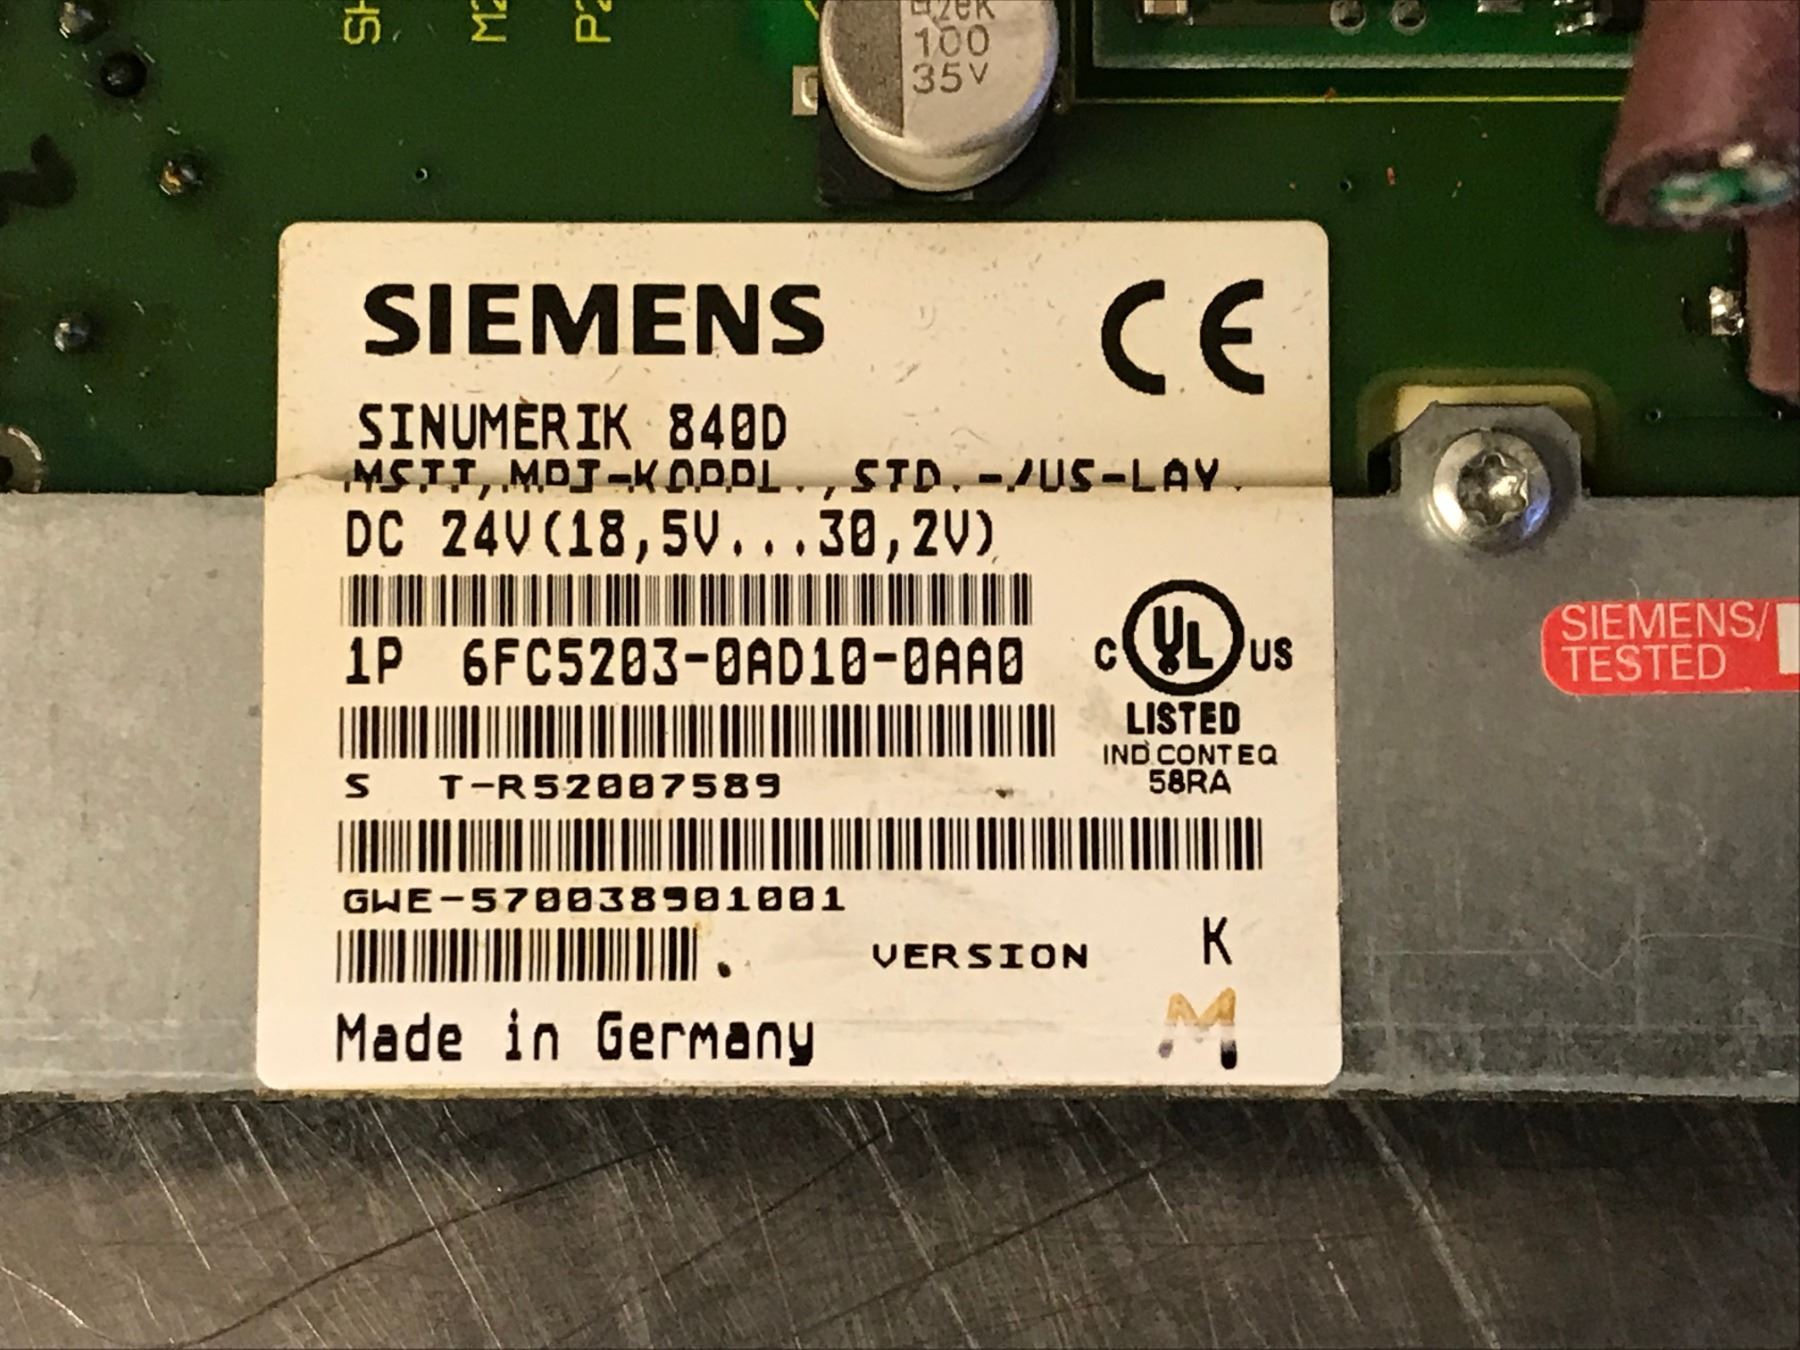 M2
100
35V
SIEMENS
CE
SINUMERIK 840D
MSTT,MPI-KOPPL.,STD.-/US-LAY.
DC 24V(18,5V...30,2V)
1P 6FC5203-0AD10-0AA0
C UL US
LISTED
IND.CONT EQ
58RA
S T-R52007589
GWE-570038901001
VERSION K
M
Made in Germany
SIEMENS/
TESTED